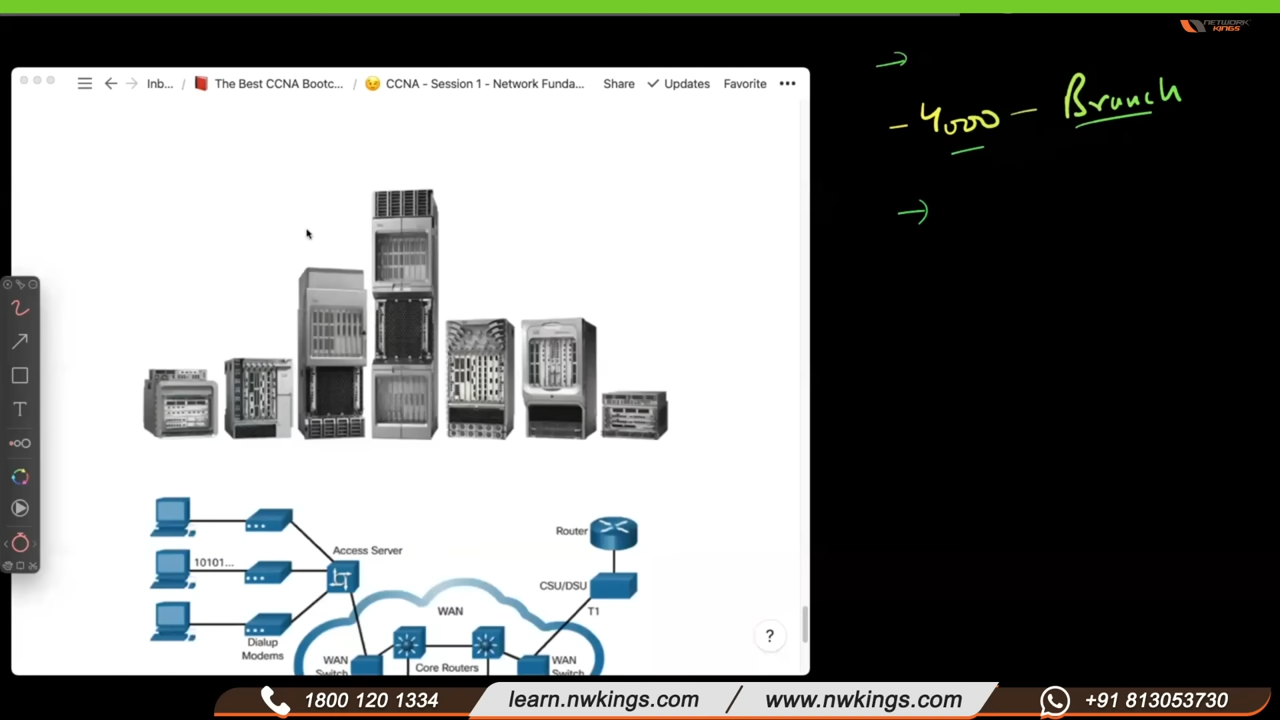 NETWORK
KINGS
Inb... / The Best CCNA Bootc... / CCNA - Session 1 - Network Funda... Share Updates Favorite
- 4000 - Branch
Access Server
Router
10101...
CSU/DSU
WAN
T1
Dialup
Modems
WAN
Switch
Core Routers
WAN
Switch
?
1800 120 1334 learn.nwkings.com / www.nwkings.com +91 813053730